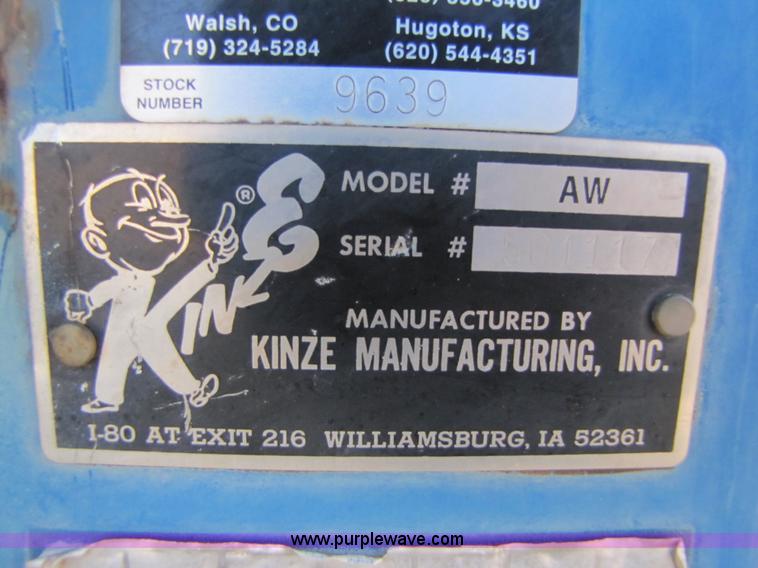 Walsh, CO
(719) 324-5284
Hugoton, KS
(620) 544-4351
STOCK
NUMBER 9639
KINZE ®
MODEL # AW
SERIAL #
MANUFACTURED BY
KINZE MANUFACTURING, INC.
I-80 AT EXIT 216 WILLIAMSBURG, IA 52361
www.purplewave.com